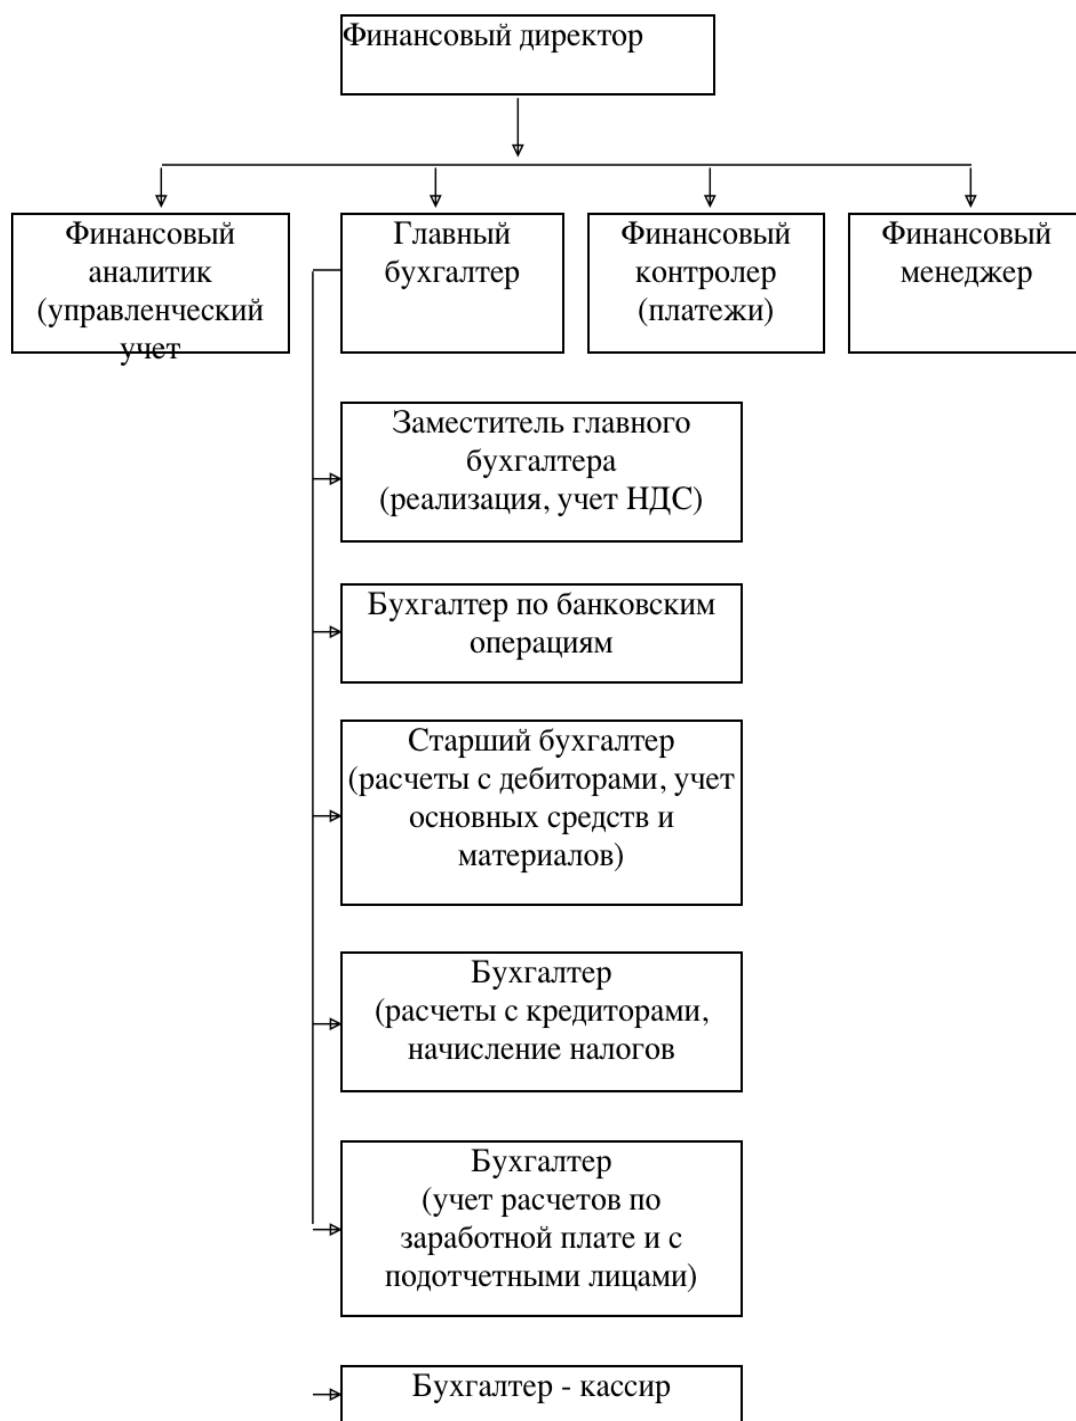 Финансовый директор
Финансовый
аналитик
(управленческий
учет
Главный
бухгалтер
Финансовый
контролер
(платежи)
Финансовый
менеджер
Заместитель главного
бухгалтера
(реализация, учет НДС)
Бухгалтер по банковским
операциям
Старший бухгалтер
(расчеты с дебиторами, учет
основных средств и
материалов)
Бухгалтер
(расчеты с кредиторами,
начисление налогов
Бухгалтер
(учет расчетов по
заработной плате и с
подотчетными лицами)
Бухгалтер - кассир